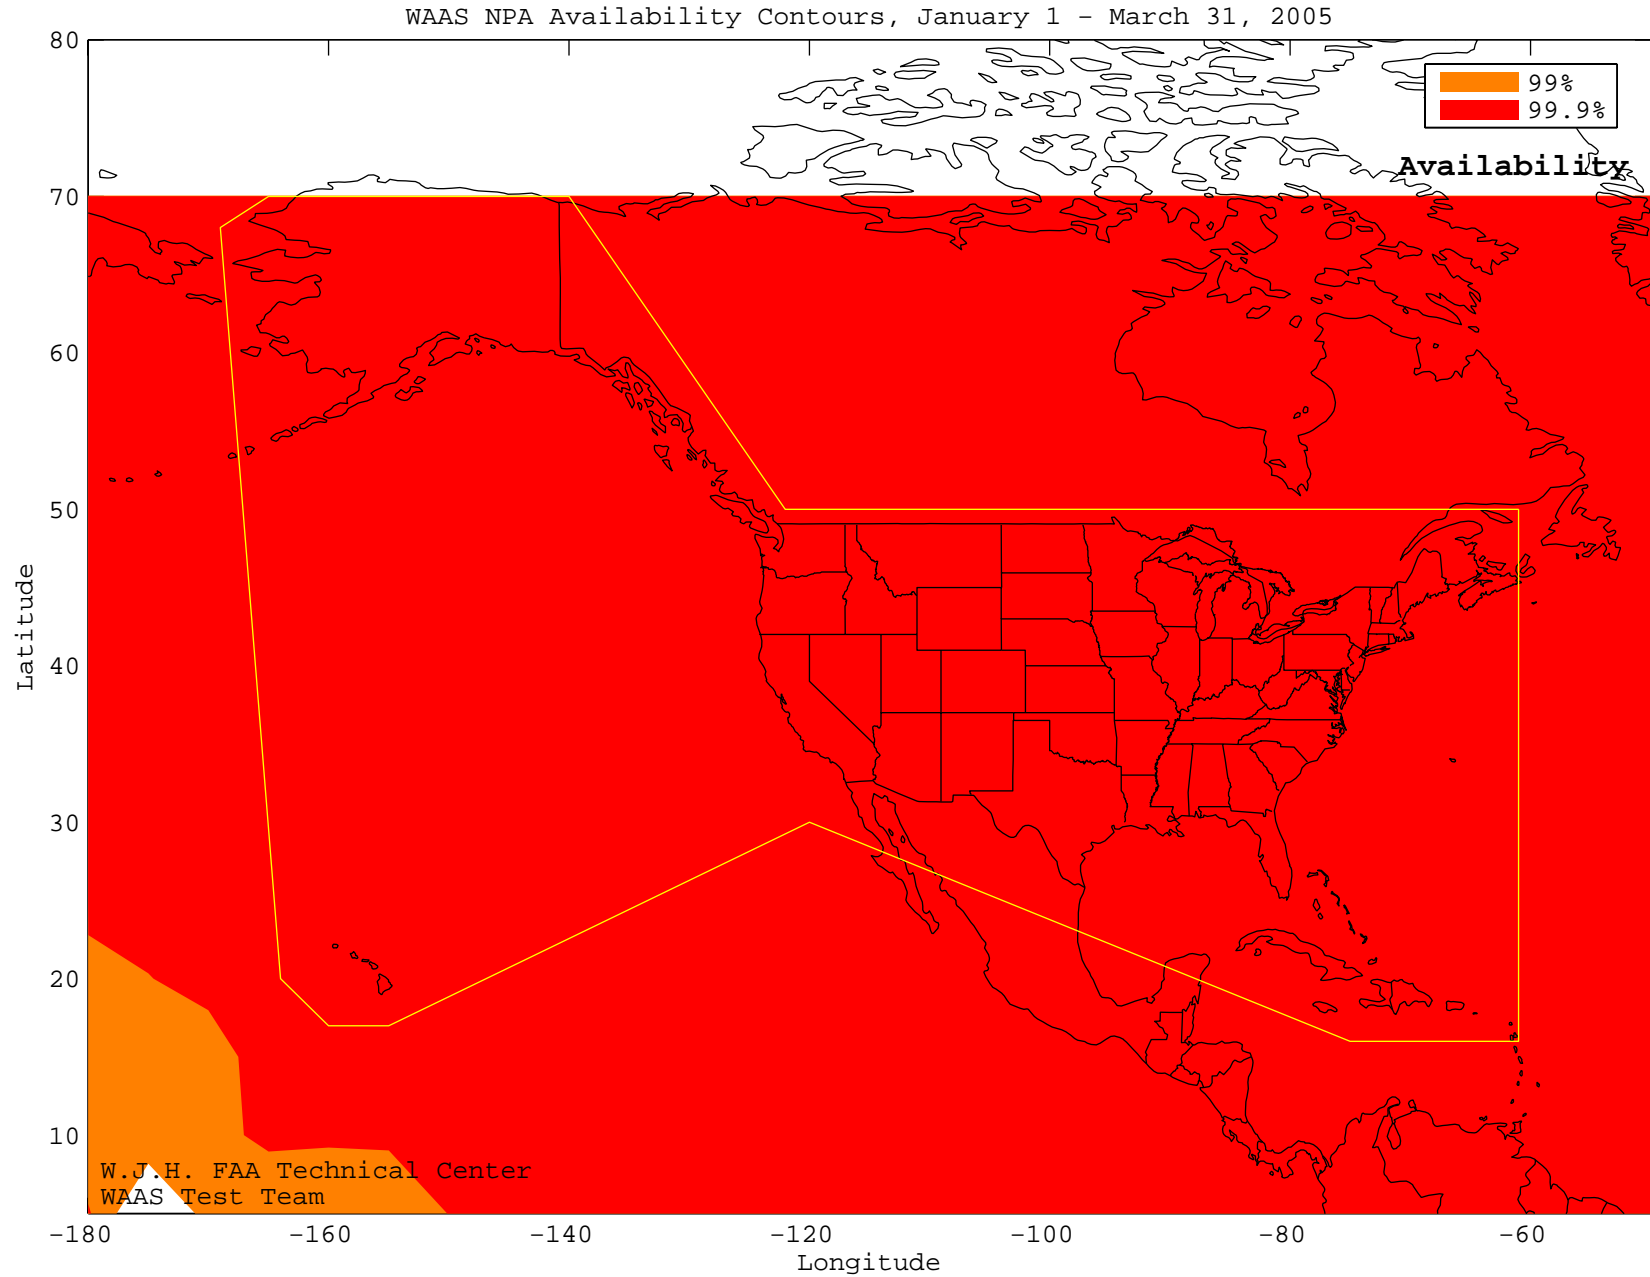 WAAS NPA Availability Contours, January 1 - March 31, 2005
80
99%
99.9%
Availability
70
60
50
Latitude
40
30
20
10
W.J.H. FAA Technical Center
WAAS Test Team
-180 -160 -140 -120 -100 -80 -60
Longitude